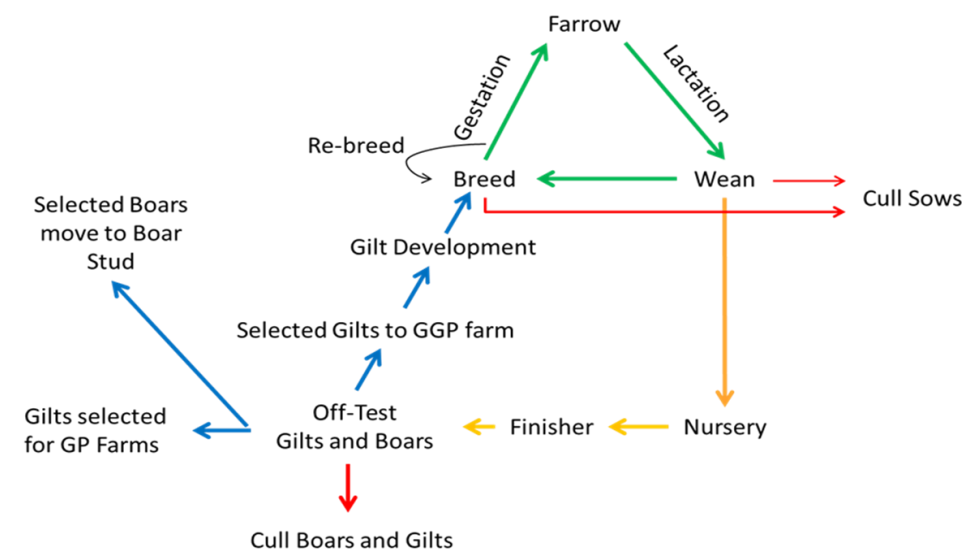 Farrow
Gestation
Lactation
Re-breed
Breed
Wean
Cull Sows
Selected Boars
move to Boar
Stud
Gilt Development
Selected Gilts to GGP farm
Gilts selected
for GP Farms
Off-Test
Gilts and Boars
Finisher
Nursery
Cull Boars and Gilts